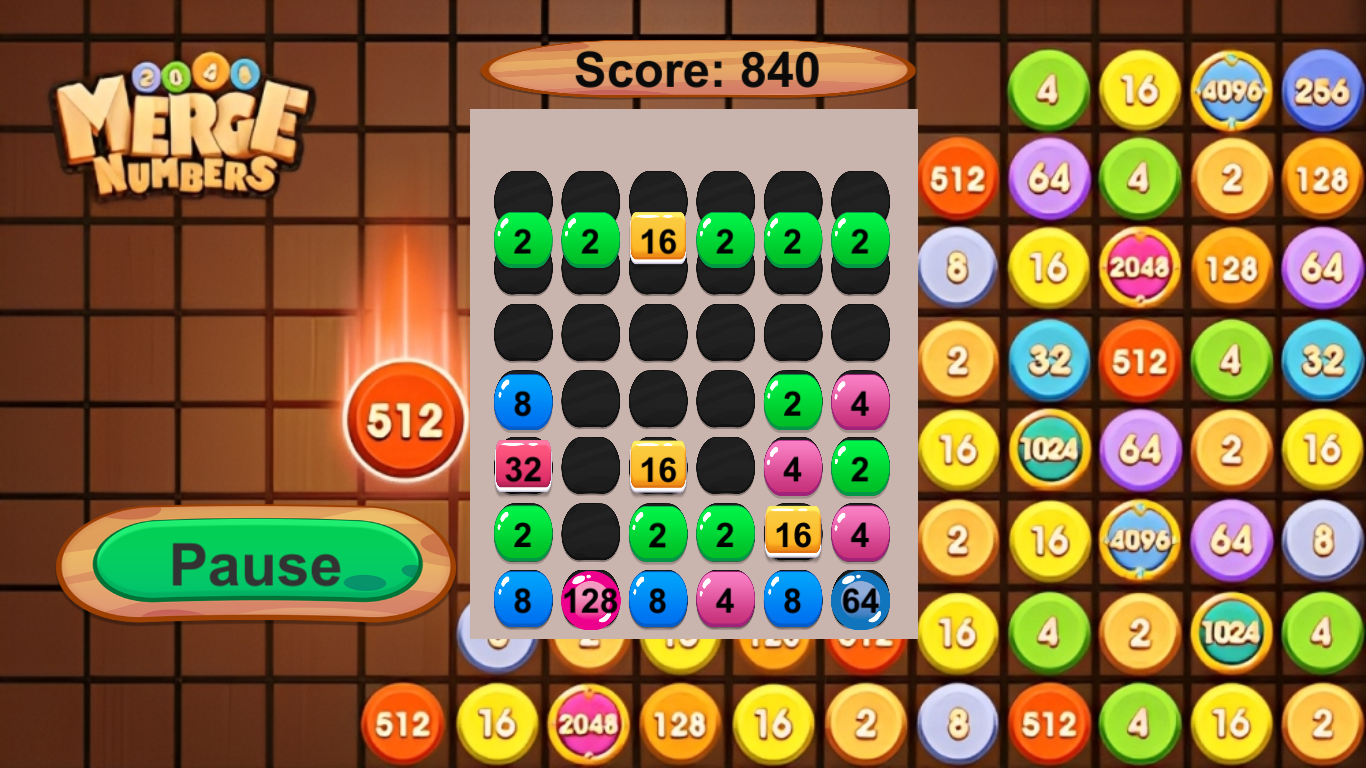 2048
MERGE
NUMBERS
Score: 840
512
Pause
2 2 16 2 2 2
8 2 4
32 16 4 2
2 2 2 16 4
8 128 8 4 8 64
4 16 4096 256
512 64 4 2 128
8 16 2048 128 64
2 32 512 4 32
16 1024 64 2 16
2 16 4096 64 8
16 4 2 1024 4
512 16 2048 128 16 2 8 512 4 16 2